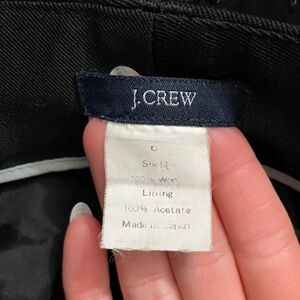 J.CREW
6
Shell
100% Wool
Lining
100% Acetate
Made in